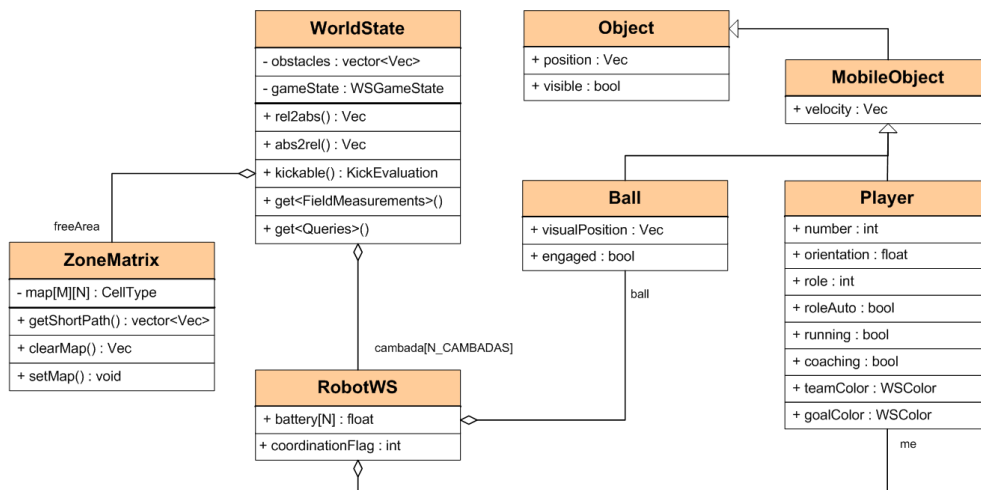 WorldState
- obstacles : vector<Vec>
- gameState : WSGameState
+ rel2abs() : Vec
+ abs2rel() : Vec
+ kickable() : KickEvaluation
+ get<FieldMeasurements>()
+ get<Queries>()
Object
+ position : Vec
+ visible : bool
MobileObject
+ velocity : Vec
freeArea
ZoneMatrix
- map[M][N] : CellType
+ getShortPath() : vector<Vec>
+ clearMap() : Vec
+ setMap() : void
Ball
+ visualPosition : Vec
+ engaged : bool
ball
Player
+ number : int
+ orientation : float
+ role : int
+ roleAuto : bool
+ running : bool
+ coaching : bool
+ teamColor : WSColor
+ goalColor : WSColor
me
cambada[N_CAMBADAS]
RobotWS
+ battery[N] : float
+ coordinationFlag : int